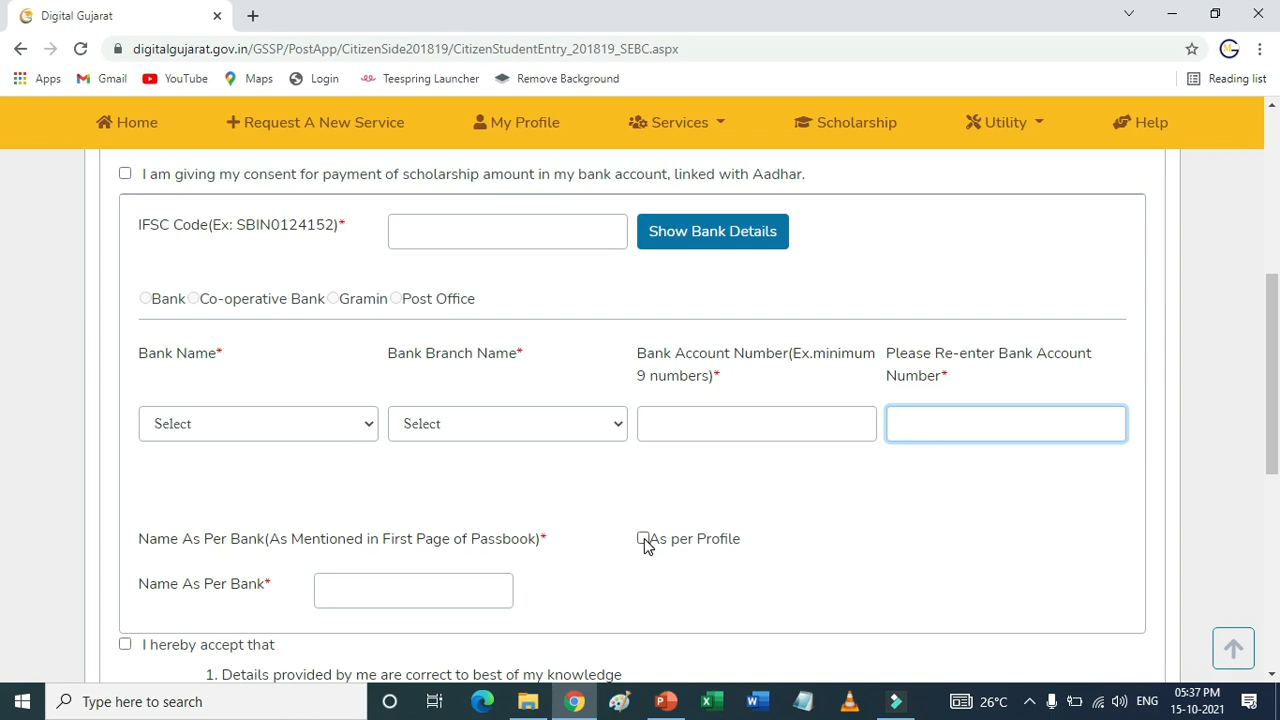 Digital Gujarat
digitalgujarat.gov.in/GSSP/PostApp/CitizenSide201819/CitizenStudentEntry_201819_SEBC.aspx
Apps Gmail YouTube Maps Login Teespring Launcher Remove Background Reading list
Home Request A New Service My Profile Services Scholarship Utility Help
I am giving my consent for payment of scholarship amount in my bank account, linked with Aadhar.
IFSC Code(Ex: SBIN0124152)* Show Bank Details
Bank Co-operative Bank Gramin Post Office
Bank Name* Bank Branch Name* Bank Account Number(Ex.minimum Please Re-enter Bank Account
9 numbers)* Number*
Select Select
Name As Per Bank(As Mentioned in First Page of Passbook)* As per Profile
Name As Per Bank*
I hereby accept that
1. Details provided by me are correct to best of my knowledge
Type here to search 26°C ENG 05:37 PM
15-10-2021